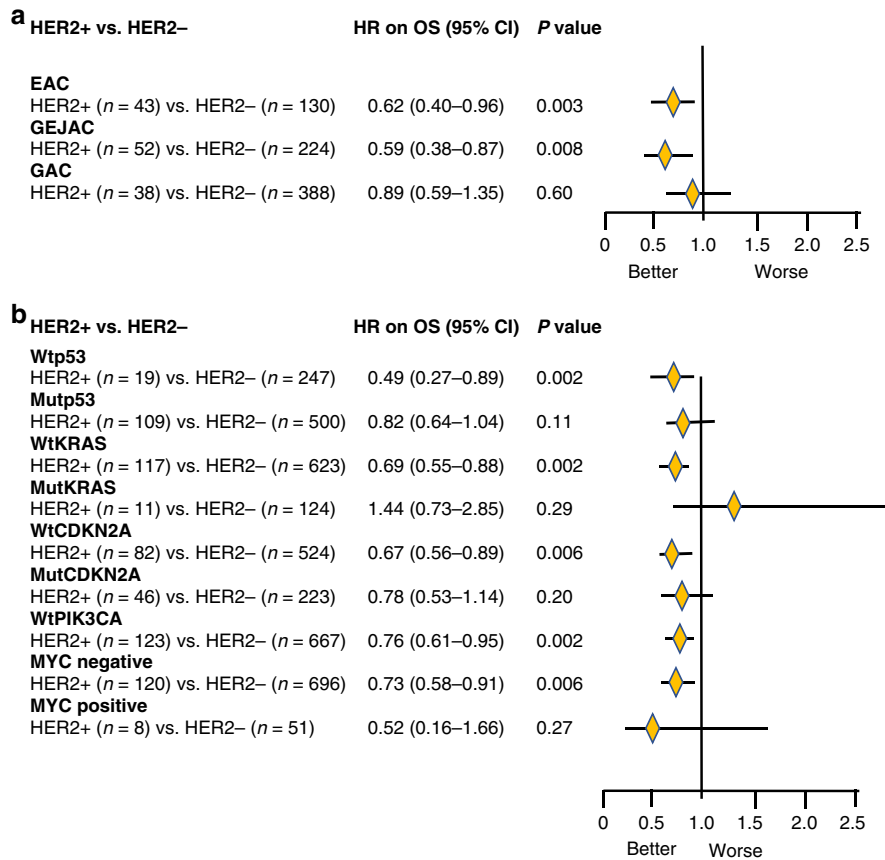 a
HER2+ vs. HER2– HR on OS (95% CI) P value
EAC
HER2+ (n = 43) vs. HER2– (n = 130) 0.62 (0.40–0.96) 0.003
GEJAC
HER2+ (n = 52) vs. HER2– (n = 224) 0.59 (0.38–0.87) 0.008
GAC
HER2+ (n = 38) vs. HER2– (n = 388) 0.89 (0.59–1.35) 0.60
0 0.5 1.0 1.5 2.0 2.5
Better Worse
b
HER2+ vs. HER2– HR on OS (95% CI) P value
Wtp53
HER2+ (n = 19) vs. HER2– (n = 247) 0.49 (0.27–0.89) 0.002
Mutp53
HER2+ (n = 109) vs. HER2– (n = 500) 0.82 (0.64–1.04) 0.11
WtKRAS
HER2+ (n = 117) vs. HER2– (n = 623) 0.69 (0.55–0.88) 0.002
MutKRAS
HER2+ (n = 11) vs. HER2– (n = 124) 1.44 (0.73–2.85) 0.29
WtCDKN2A
HER2+ (n = 82) vs. HER2– (n = 524) 0.67 (0.56–0.89) 0.006
MutCDKN2A
HER2+ (n = 46) vs. HER2– (n = 223) 0.78 (0.53–1.14) 0.20
WtPIK3CA
HER2+ (n = 123) vs. HER2– (n = 667) 0.76 (0.61–0.95) 0.002
MYC negative
HER2+ (n = 120) vs. HER2– (n = 696) 0.73 (0.58–0.91) 0.006
MYC positive
HER2+ (n = 8) vs. HER2– (n = 51) 0.52 (0.16–1.66) 0.27
0 0.5 1.0 1.5 2.0 2.5
Better Worse